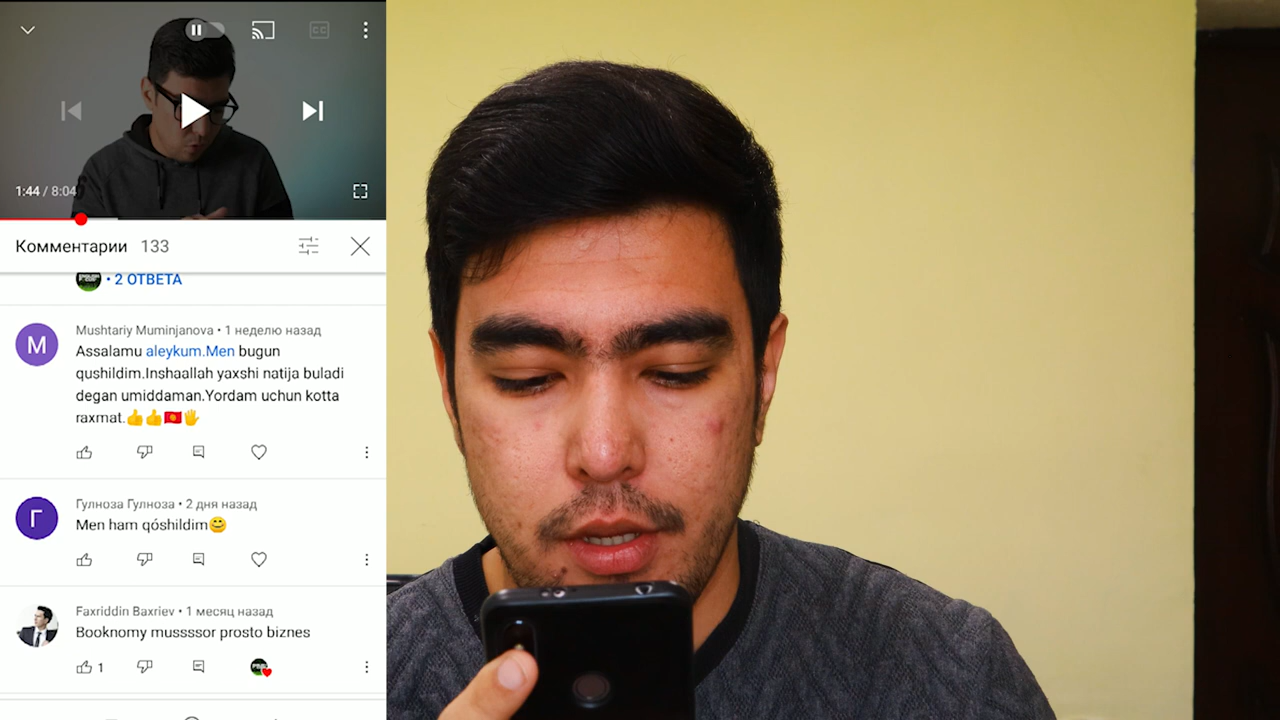 CC
1:44 / 8:04
Комментарии 133
• 2 ОТВЕТА
M
Mushtariy Muminjanova • 1 неделю назад
Assalamu aleykum.Men bugun
qushildim.Inshaallah yaxshi natija buladi
degan umiddaman.Yordam uchun kotta
raxmat.👍👍🇰🇬🖐
Г
Гулноза Гулноза • 2 дня назад
Men ham qóshildim😊
Faxriddin Baxriev • 1 месяц назад
Booknomy mussssor prosto biznes
1